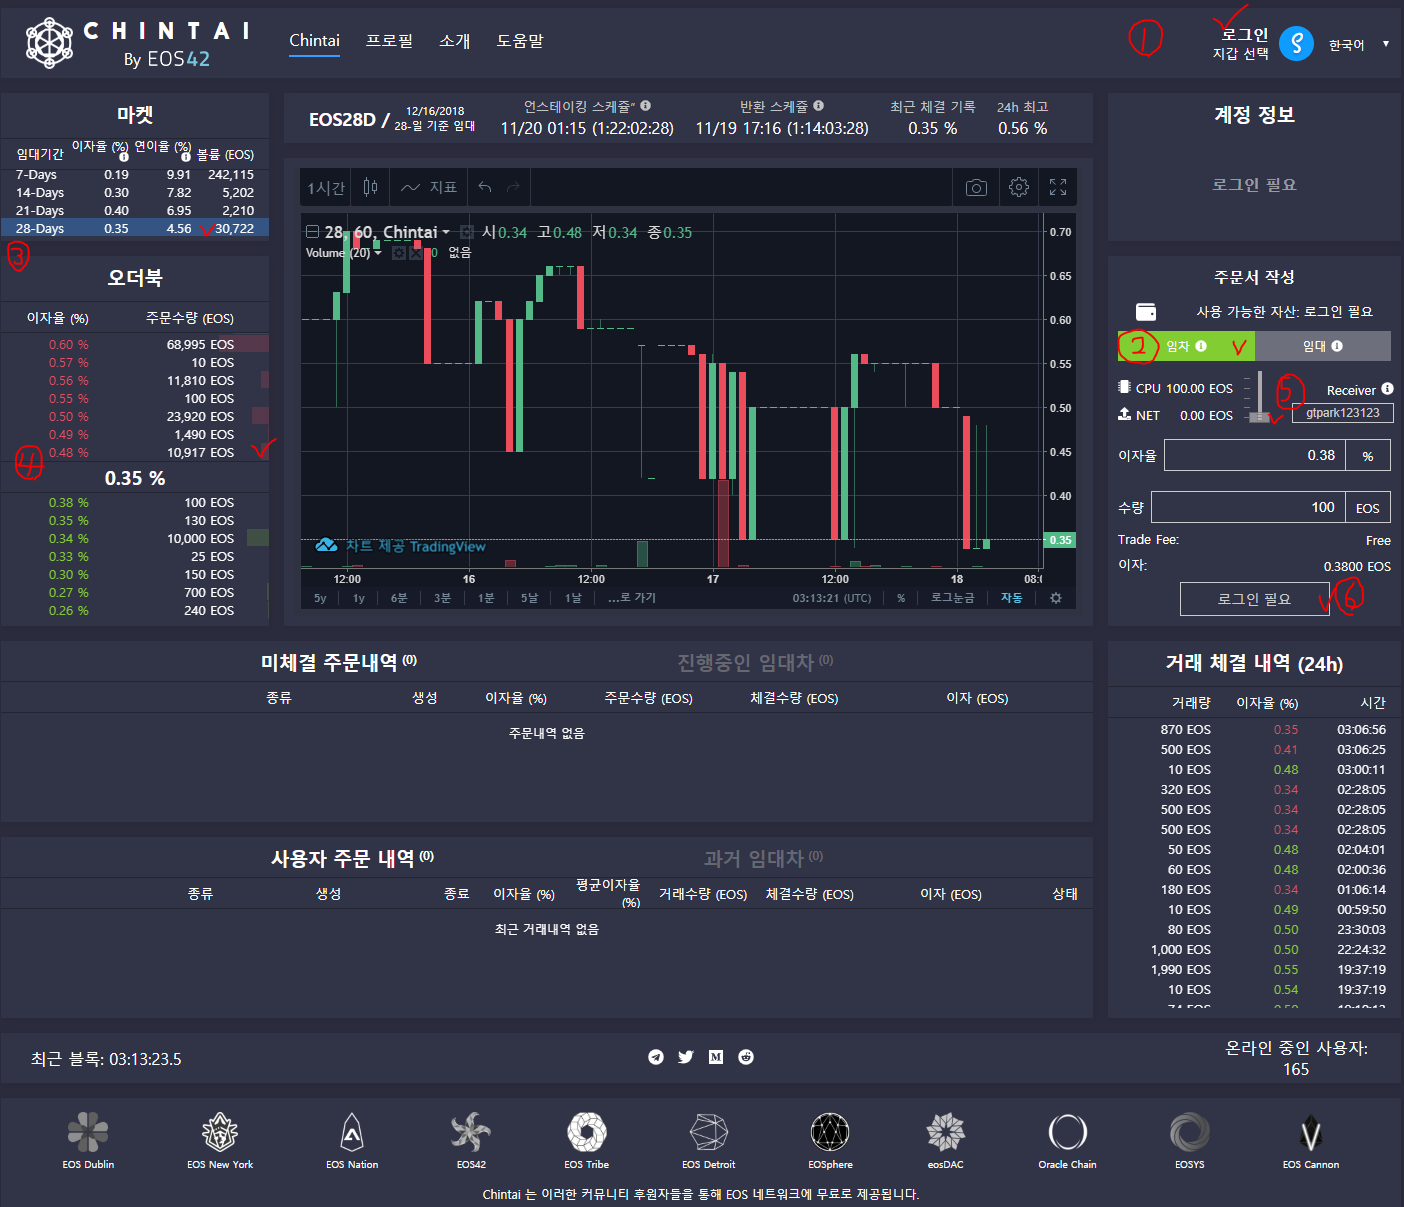 CHINTAI
By EOS42
Chintai 프로필 소개 도움말
①
로그인
지갑 선택
한국어
마켓
임대기간 이자율 (%) 연이율 (%) 볼륨 (EOS)
7-Days 0.19 9.91 242,115
14-Days 0.30 7.82 5,202
21-Days 0.40 6.95 2,210
28-Days 0.35 4.56 30,722
③
오더북
이자율 (%) 주문수량 (EOS)
0.60 % 68,995 EOS
0.57 % 10 EOS
0.56 % 11,810 EOS
0.55 % 100 EOS
0.50 % 23,920 EOS
0.49 % 1,490 EOS
0.48 % 10,917 EOS
④
0.35 %
0.38 % 100 EOS
0.35 % 130 EOS
0.34 % 10,000 EOS
0.33 % 25 EOS
0.30 % 150 EOS
0.27 % 700 EOS
0.26 % 240 EOS
EOS28D /
12/16/2018
28-일 기준 임대
언스테이킹 스케쥴"
11/20 01:15 (1:22:02:28)
반환 스케쥴
11/19 17:16 (1:14:03:28)
최근 체결 기록
0.35 %
24h 최고
0.56 %
1시간 지표
28, 60, Chintai 시0.34 고0.48 저0.34 종0.35
Volume (20) 0 없음
0.70
0.65
0.60
0.55
0.50
0.45
0.40
0.35
차트 제공 TradingView
12:00 16 12:00 17 12:00 18 08:0
5y 1y 6분 3분 1분 5날 1날 ...로 가기 03:13:21 (UTC) % 로그눈금 자동
계정 정보
로그인 필요
주문서 작성
사용 가능한 자산: 로그인 필요
②
임차 임대
CPU 100.00 EOS
NET 0.00 EOS
⑤
Receiver
gtpark123123
이자율 0.38 %
수량 100 EOS
Trade Fee: Free
이자: 0.3800 EOS
로그인 필요
⑥
미체결 주문내역 (0) 진행중인 임대차 (0)
종류 생성 이자율 (%) 주문수량 (EOS) 체결수량 (EOS) 이자 (EOS)
주문내역 없음
사용자 주문 내역 (0) 과거 임대차 (0)
종류 생성 종료 이자율 (%) 평균이자율 (%) 거래수량 (EOS) 체결수량 (EOS) 이자 (EOS) 상태
최근 거래내역 없음
거래 체결 내역 (24h)
거래량 이자율 (%) 시간
870 EOS 0.35 03:06:56
500 EOS 0.41 03:06:25
10 EOS 0.48 03:00:11
320 EOS 0.34 02:28:05
500 EOS 0.34 02:28:05
500 EOS 0.34 02:28:05
50 EOS 0.48 02:04:01
60 EOS 0.48 02:00:36
180 EOS 0.34 01:06:14
10 EOS 0.49 00:59:50
80 EOS 0.50 23:30:03
1,000 EOS 0.50 22:24:32
1,990 EOS 0.55 19:37:19
10 EOS 0.54 19:37:19
최근 블록: 03:13:23.5
온라인 중인 사용자:
165
EOS Dublin EOS New York EOS Nation EOS42 EOS Tribe EOS Detroit EOSphere eosDAC Oracle Chain EOSYS EOS Cannon
Chintai 는 이러한 커뮤니티 후원자들을 통해 EOS 네트워크에 무료로 제공됩니다.